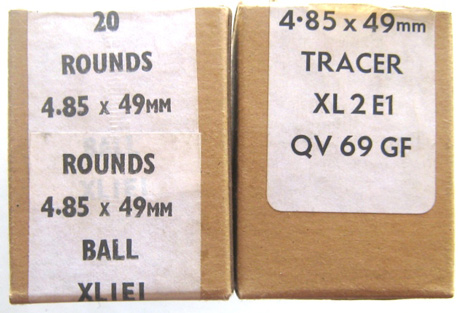 20
ROUNDS
4.85 x 49MM
ROUNDS
4.85 x 49MM
BALL
XL1E1
4·85 x 49mm
TRACER
XL 2 E1
QV 69 GF